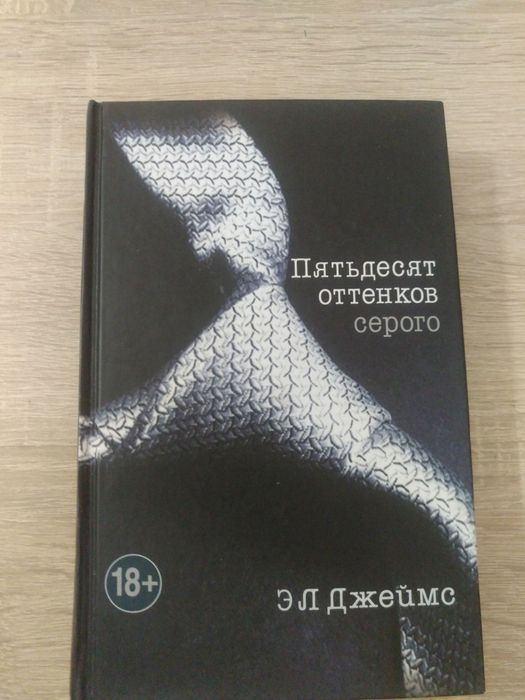 Пятьдесят
оттенков
серого
18+
Э Л Джеймс